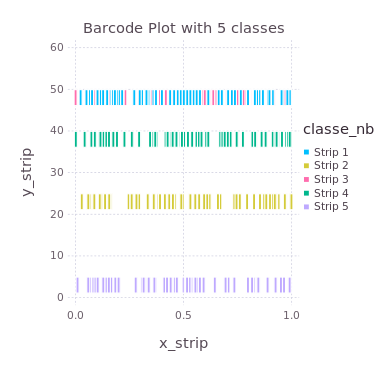 Barcode Plot with 5 classes
60
50
40
30
20
10
0
y_strip
0.0
0.5
1.0
x_strip
classe_nb
Strip 1
Strip 2
Strip 3
Strip 4
Strip 5